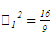 □₁² = 16/9